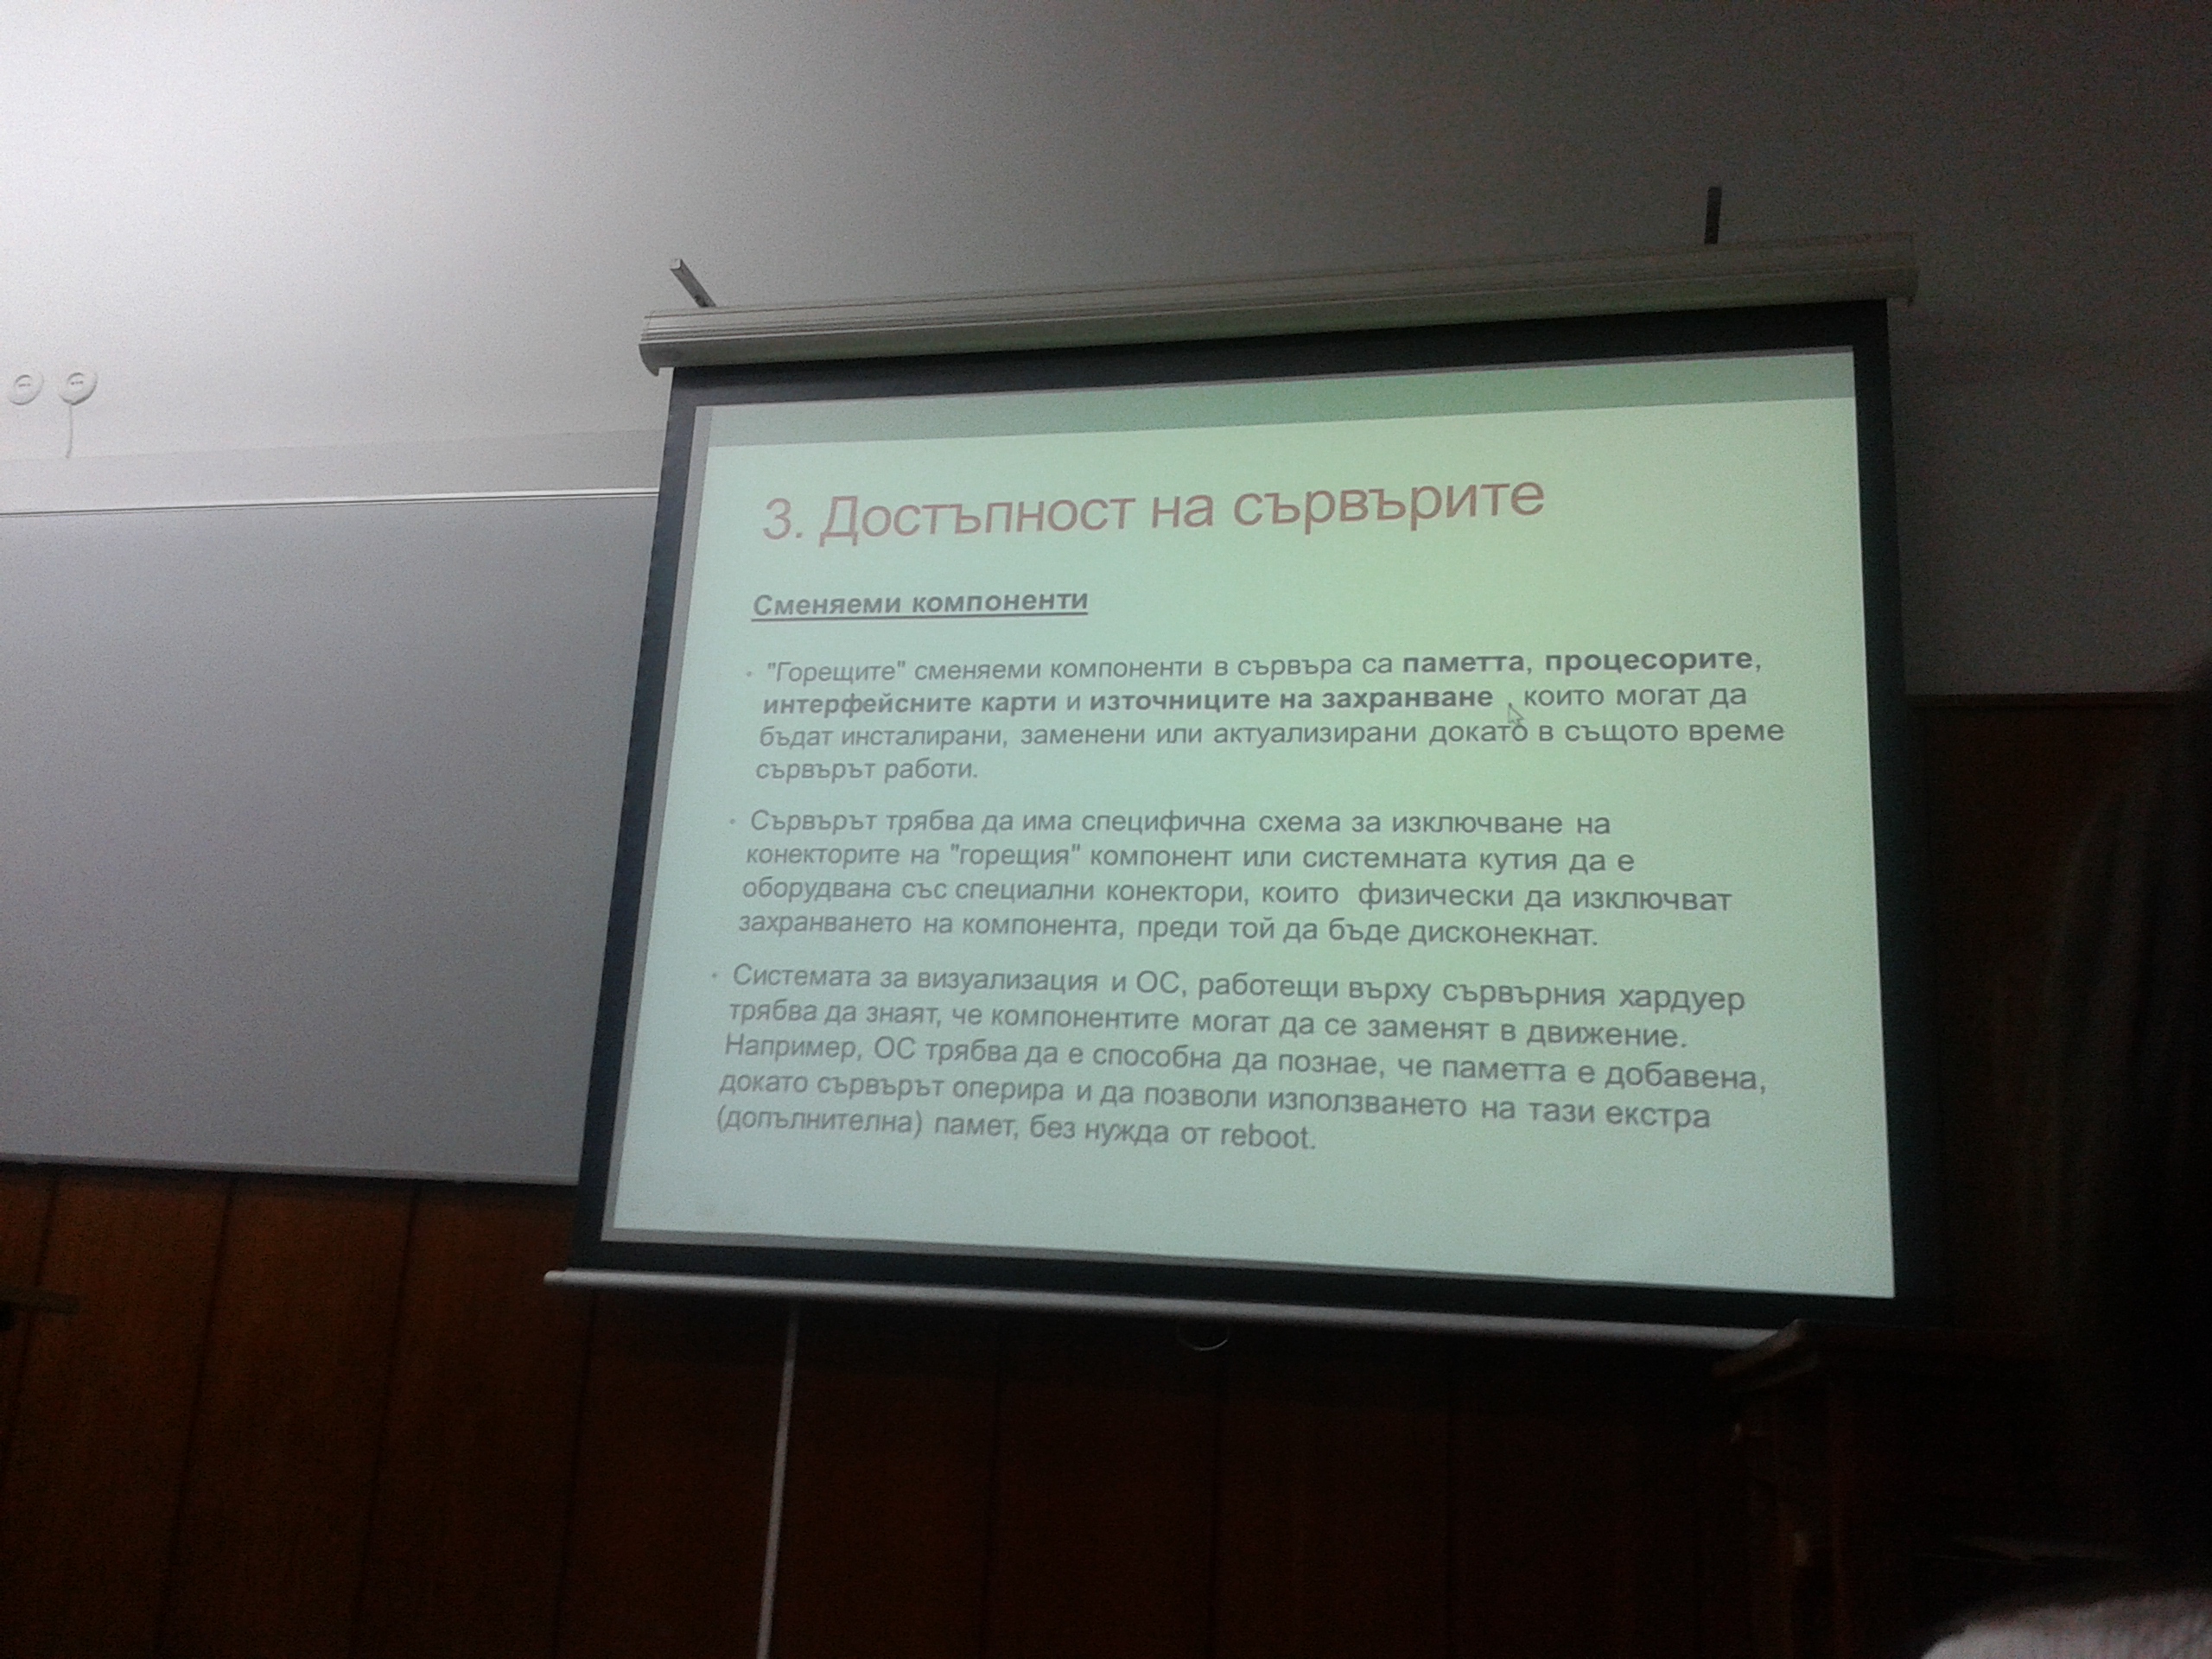 3. Достъпност на сървърите
Сменяеми компоненти
"Горещите" сменяеми компоненти в сървъра са паметта, процесорите,
интерфейсните карти и източниците на захранване , които могат да
бъдат инсталирани, заменени или актуализирани докато в същото време
сървърът работи.
Сървърът трябва да има специфична схема за изключване на
конекторите на "горещия" компонент или системната кутия да е
оборудвана със специални конектори, които физически да изключват
захранването на компонента, преди той да бъде дисконекнат.
Системата за визуализация и ОС, работещи върху сървърния хардуер
трябва да знаят, че компонентите могат да се заменят в движение.
Например, ОС трябва да е способна да познае, че паметта е добавена,
докато сървърът оперира и да позволи използването на тази екстра
(допълнителна) памет, без нужда от reboot.